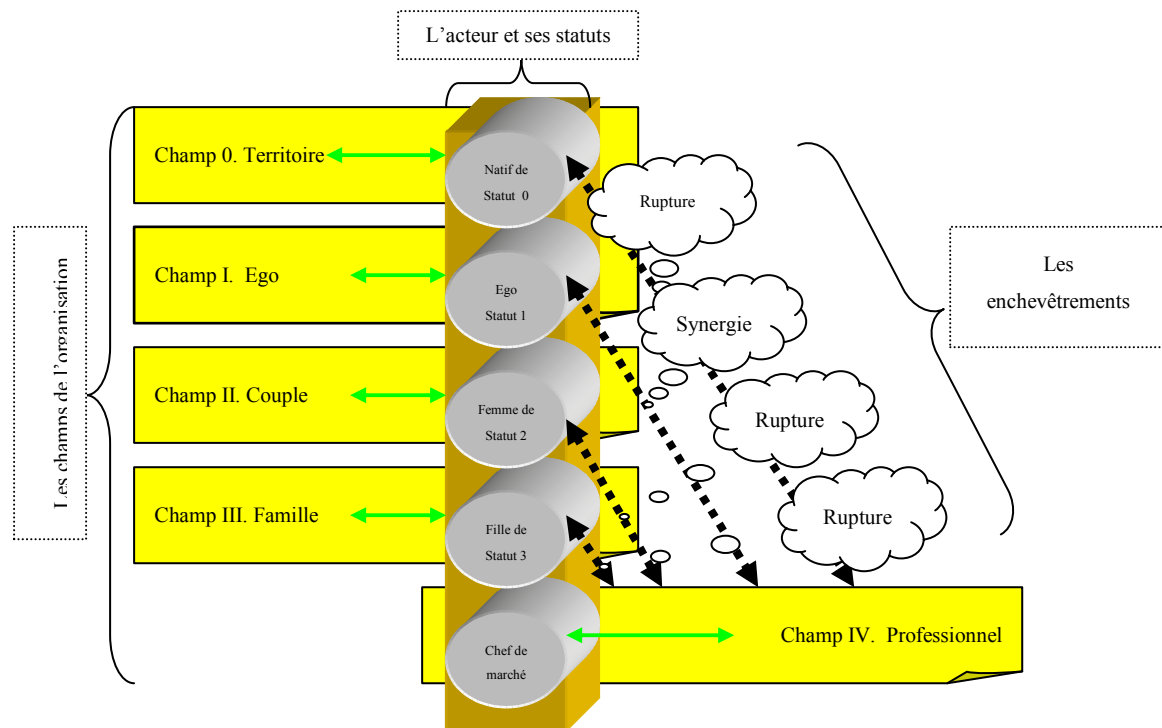 L'acteur et ses statuts
Champ 0. Territoire
Natif de
Statut 0
Rupture
Champ I. Ego
Ego
Statut 1
Synergie
Les
enchevêtrements
Champ II. Couple
Femme de
Statut 2
Rupture
Champ III. Famille
Fille de
Statut 3
Rupture
Chef de
marché
Champ IV. Professionnel
Les champs de l'organisation